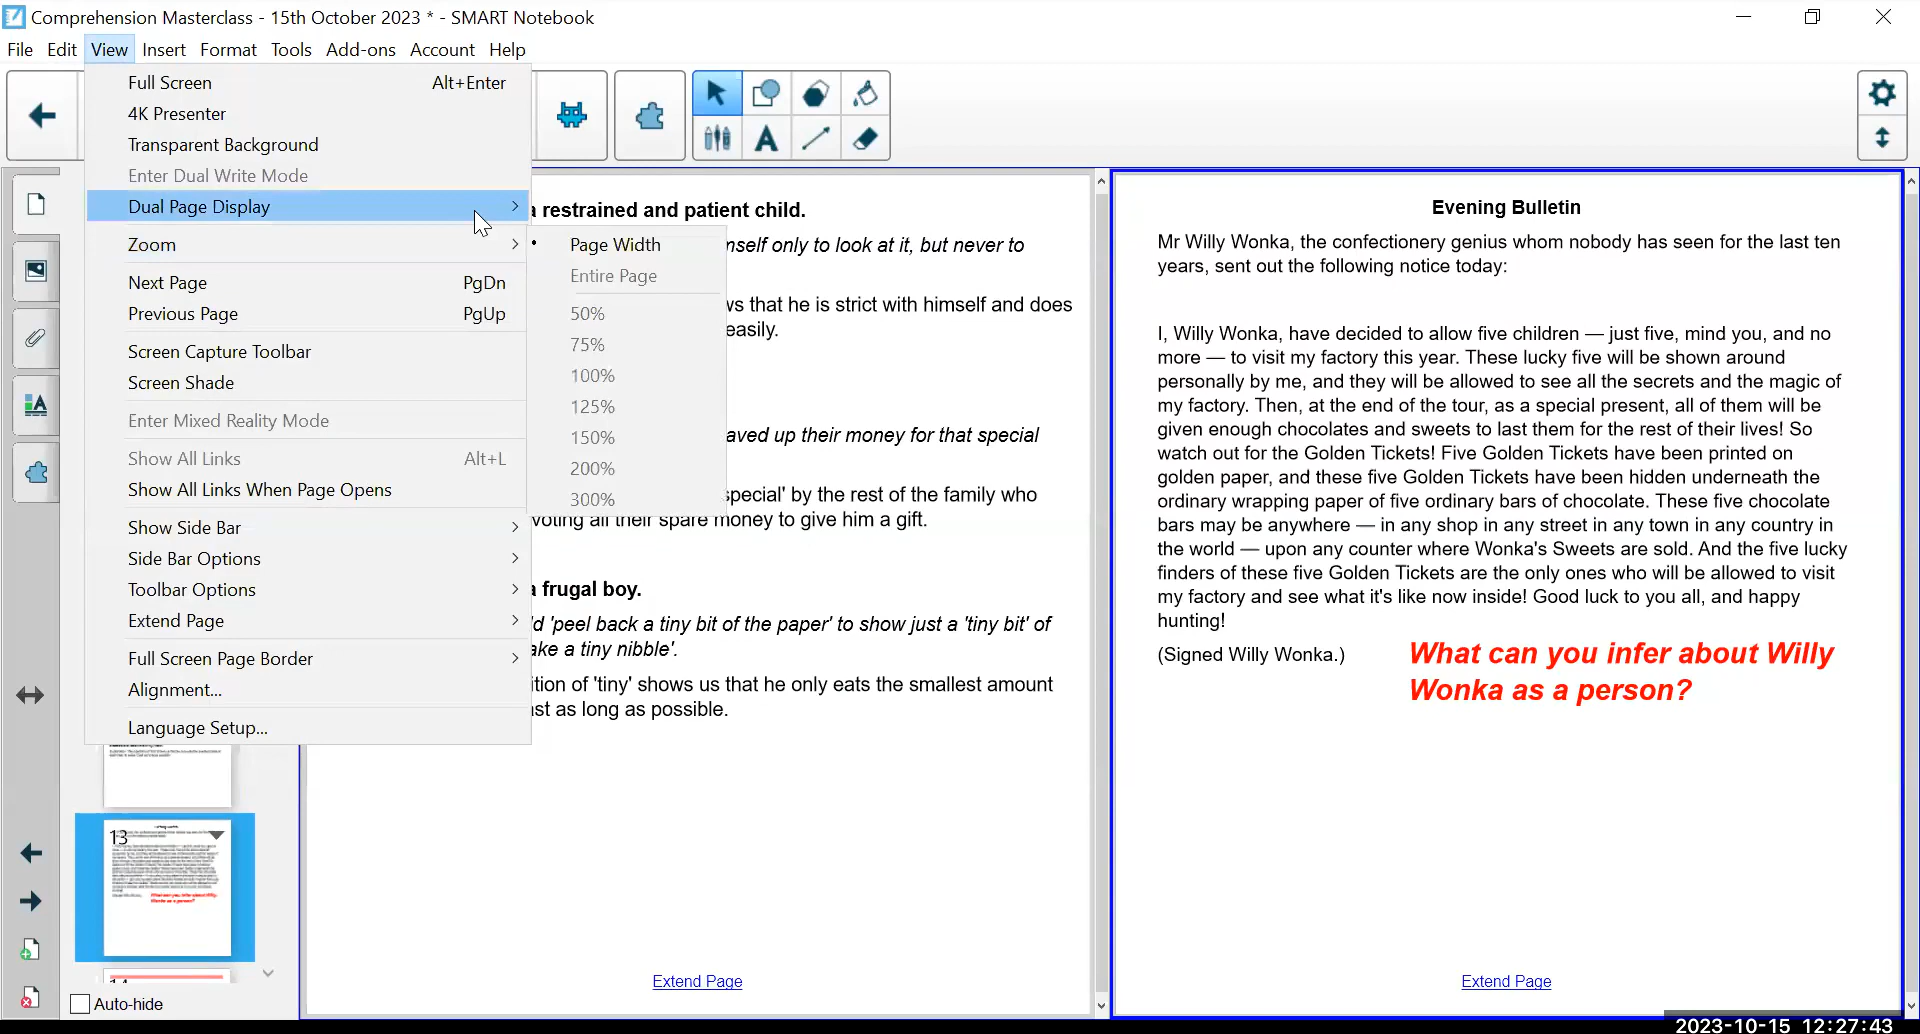 Comprehension Masterclass - 15th October 2023 * - SMART Notebook
File Edit View Insert Format Tools Add-ons Account Help
Full Screen Alt+Enter
4K Presenter
Transparent Background
Enter Dual Write Mode
Dual Page Display
Zoom
Next Page PgDn
Previous Page PgUp
Screen Capture Toolbar
Screen Shade
Enter Mixed Reality Mode
Show All Links Alt+L
Show All Links When Page Opens
Show Side Bar
Side Bar Options
Toolbar Options
Extend Page
Full Screen Page Border
Alignment...
Language Setup...
Page Width
Entire Page
50%
75%
100%
125%
150%
200%
300%
a restrained and patient child.
only to look at it, but never to
that he is strict with himself and does
easily.
up their money for that special
by the rest of the family who
their spare money to give him a gift.
a frugal boy.
'peel back a tiny bit of the paper' to show just a 'tiny bit' of
a tiny nibble'.
of 'tiny' shows us that he only eats the smallest amount
as long as possible.
Extend Page
Evening Bulletin
Mr Willy Wonka, the confectionery genius whom nobody has seen for the last ten
years, sent out the following notice today:
I, Willy Wonka, have decided to allow five children — just five, mind you, and no
more — to visit my factory this year. These lucky five will be shown around
personally by me, and they will be allowed to see all the secrets and the magic of
my factory. Then, at the end of the tour, as a special present, all of them will be
given enough chocolates and sweets to last them for the rest of their lives! So
watch out for the Golden Tickets! Five Golden Tickets have been printed on
golden paper, and these five Golden Tickets have been hidden underneath the
ordinary wrapping paper of five ordinary bars of chocolate. These five chocolate
bars may be anywhere — in any shop in any street in any town in any country in
the world — upon any counter where Wonka's Sweets are sold. And the five lucky
finders of these five Golden Tickets are the only ones who will be allowed to visit
my factory and see what it's like now inside! Good luck to you all, and happy
hunting!
(Signed Willy Wonka.)
What can you infer about Willy
Wonka as a person?
Extend Page
13
14
Auto-hide
2023-10-15 12:27:43